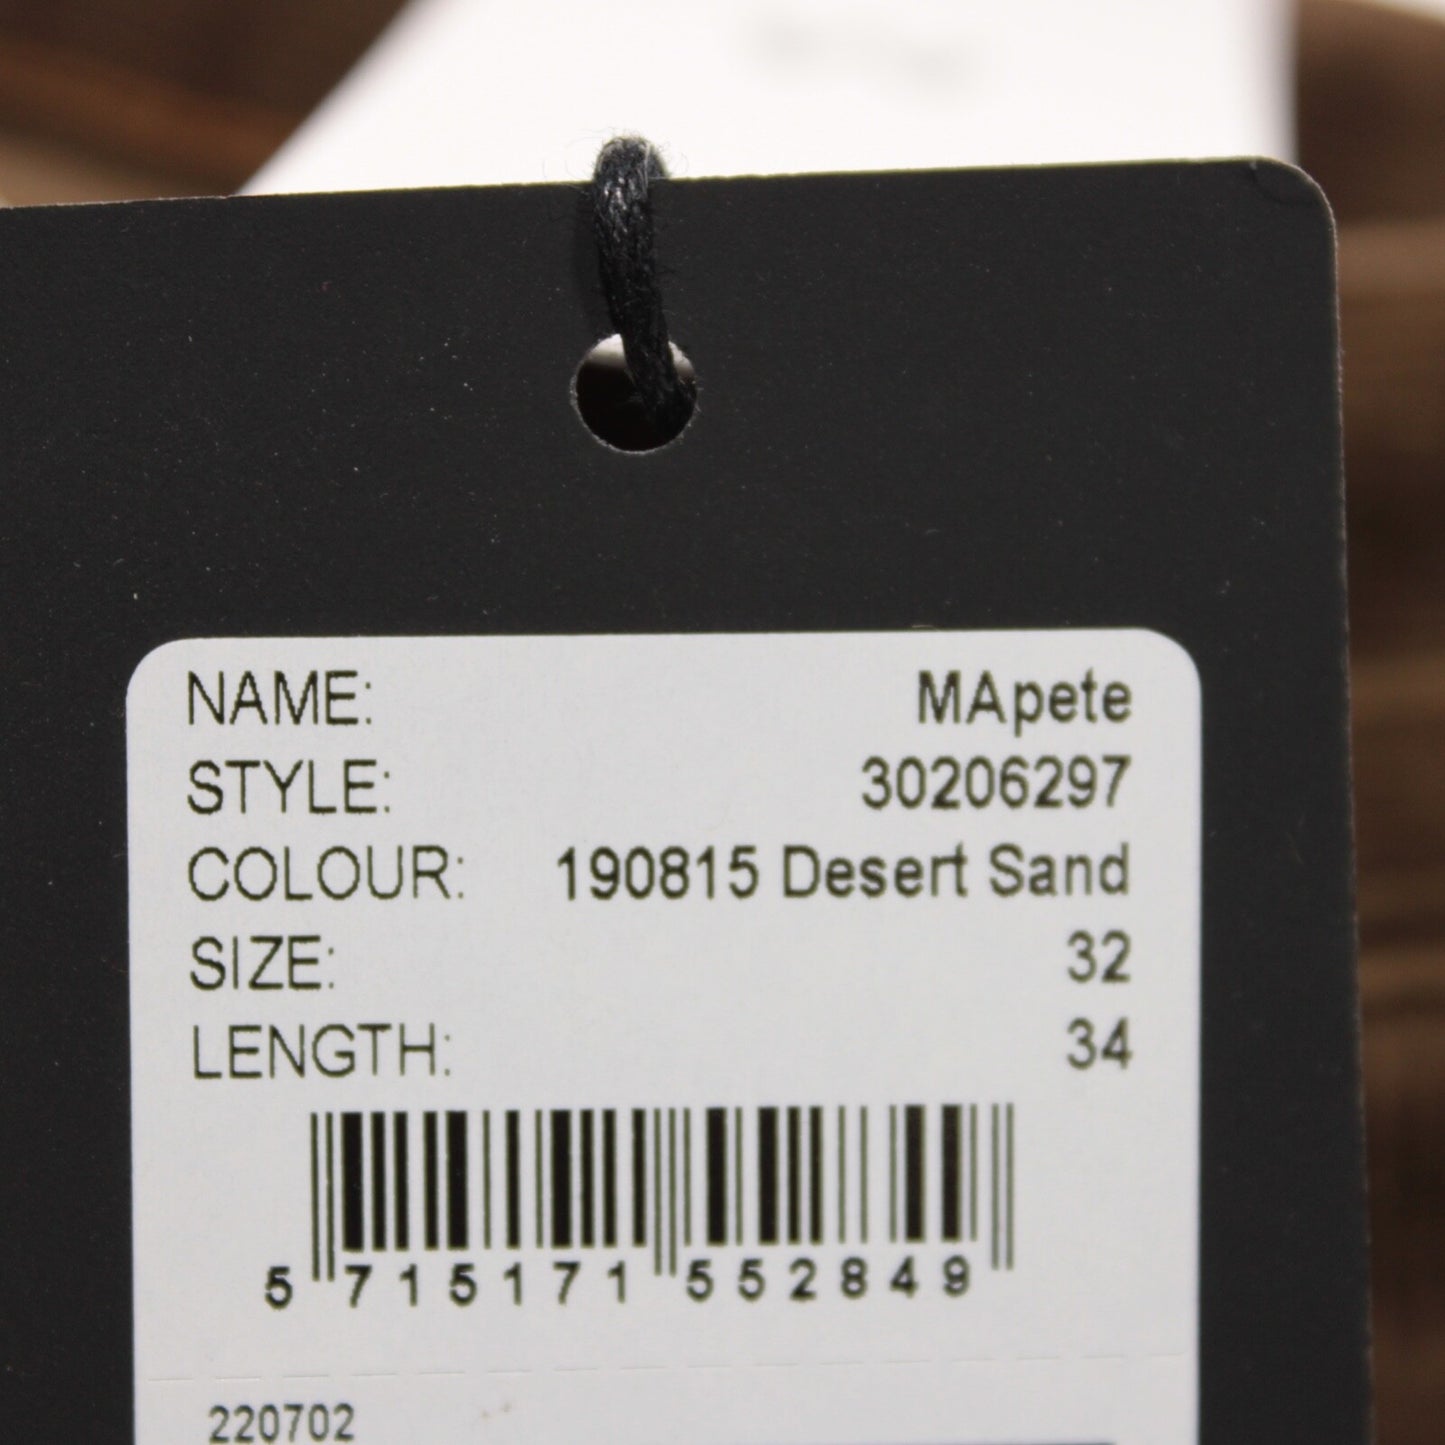 NAME: MApete
STYLE: 30206297
COLOUR: 190815 Desert Sand
SIZE: 32
LENGTH: 34
5 715171 552849
220702